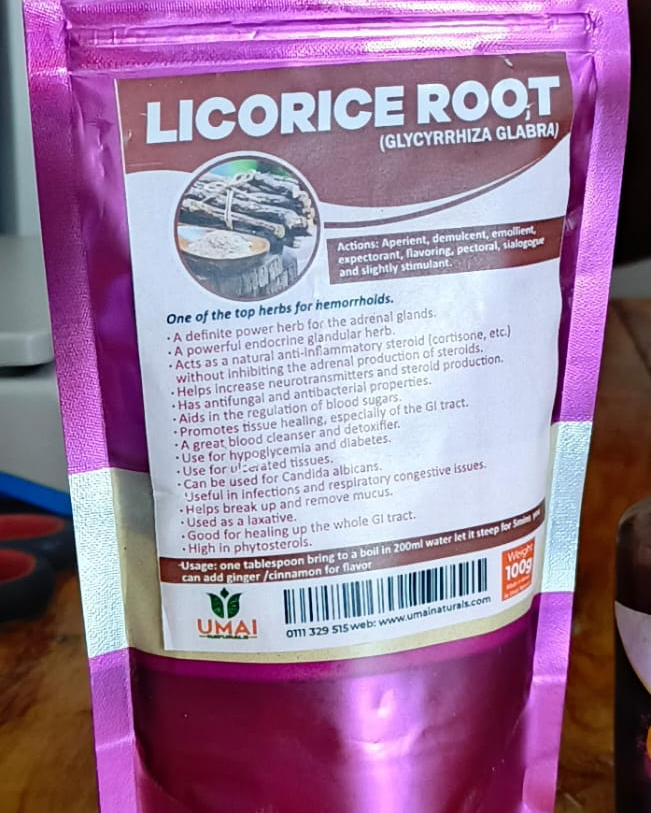 LICORICE ROOT
(GLYCYRRHIZA GLABRA)
Actions: Aperient, demulcent, emollient,
expectorant, flavoring, pectoral, sialogogue
and slightly stimulant.
One of the top herbs for hemorrhoids.
· A definite power herb for the adrenal glands.
· A powerful endocrine glandular herb.
· Acts as a natural anti-inflammatory steroid (cortisone, etc.)
without inhibiting the adrenal production of steroids.
· Helps increase neurotransmitters and steroid production.
· Has antifungal and antibacterial properties.
· Aids in the regulation of blood sugars.
· Promotes tissue healing, especially of the GI tract.
· A great blood cleanser and detoxifier.
· Use for hypoglycemia and diabetes.
· Use for ulcerated tissues.
· Can be used for Candida albicans.
Useful in infections and respiratory congestive issues.
· Helps break up and remove mucus.
· Used as a laxative.
· Good for healing up the whole GI tract.
· High in phytosterols.
Usage: one tablespoon bring to a boil in 200ml water let it steep for 5mins
can add ginger /cinnamon for flavor
Weight
100g
UMAI
NATURALS
0111 329 515 web: www.umainaturals.com